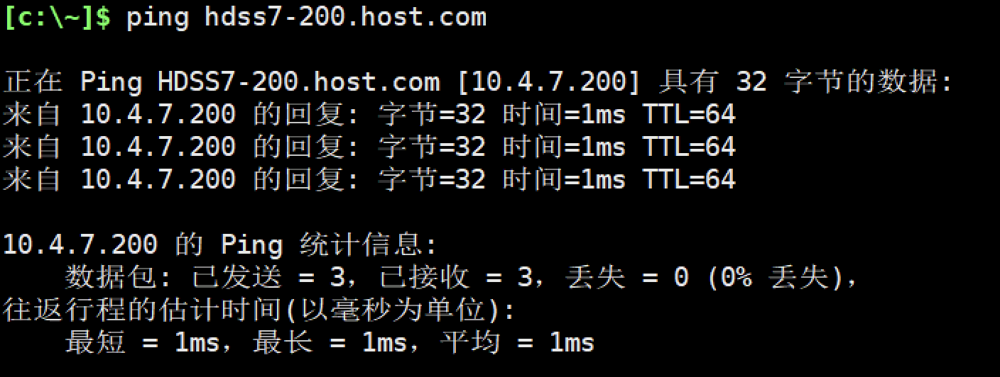 [c:\~]$ ping hdss7-200.host.com
正在 Ping HDSS7-200.host.com [10.4.7.200] 具有 32 字节的数据:
来自 10.4.7.200 的回复: 字节=32 时间=1ms TTL=64
来自 10.4.7.200 的回复: 字节=32 时间=1ms TTL=64
来自 10.4.7.200 的回复: 字节=32 时间=1ms TTL=64
10.4.7.200 的 Ping 统计信息:
数据包: 已发送 = 3，已接收 = 3，丢失 = 0 (0% 丢失)，
往返行程的估计时间(以毫秒为单位):
最短 = 1ms，最长 = 1ms，平均 = 1ms